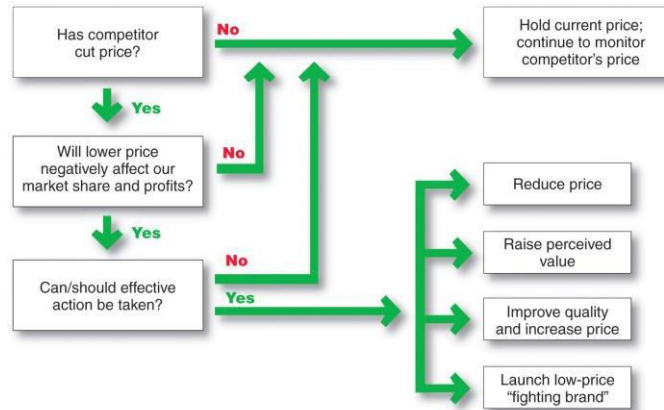 Has competitor
cut price?
No
Hold current price;
continue to monitor
competitor's price
Yes
Will lower price
negatively affect our
market share and profits?
No
Reduce price
Yes
Raise perceived
value
Can/should effective
action be taken?
No
Yes
Improve quality
and increase price
Launch low-price
"fighting brand"